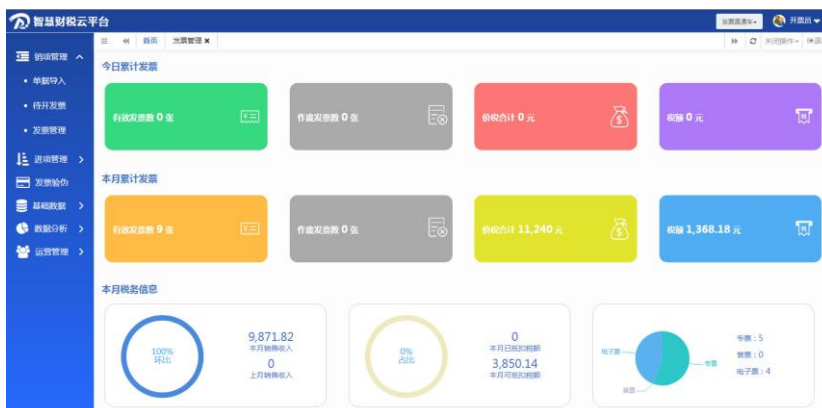 智慧财税云平台
开票员
首页 发票管理
关闭操作
销项管理
单据导入
待开发票
发票管理
进项管理
发票验伪
基础数据
数据分析
运营管理
今日累计发票
有效发票数 0 张
作废发票数 0 张
价税合计 0 元
税额 0 元
本月累计发票
有效发票数 9 张
作废发票数 0 张
价税合计 11,240 元
税额 1,368.18 元
本月税务信息
100%
环比
9,871.82
本月销售收入
0
上月销售收入
0%
占比
0
本月已抵扣税额
3,850.14
本月可抵扣税额
电子票
专票
普票
专票：5
普票：0
电子票：4